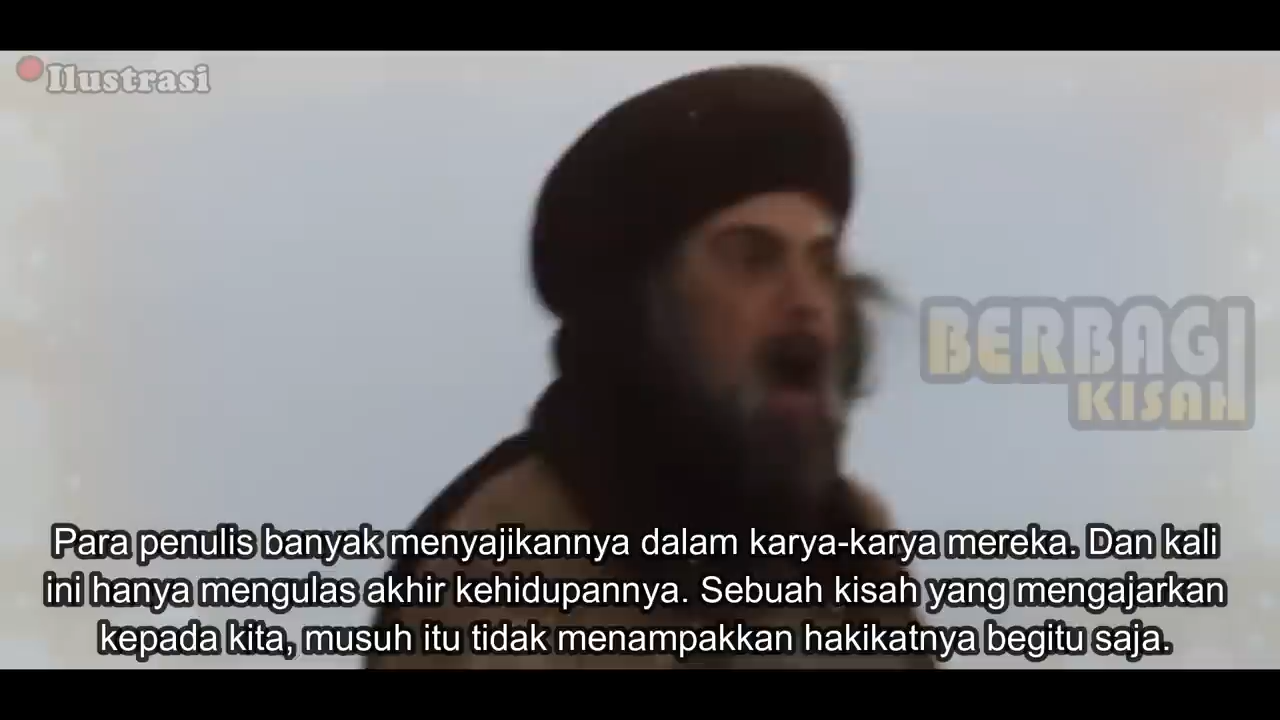 Ilustrasi
BERBAGI
KISAH
Para penulis banyak menyajikannya dalam karya-karya mereka. Dan kali
ini hanya mengulas akhir kehidupannya. Sebuah kisah yang mengajarkan
kepada kita, musuh itu tidak menampakkan hakikatnya begitu saja.